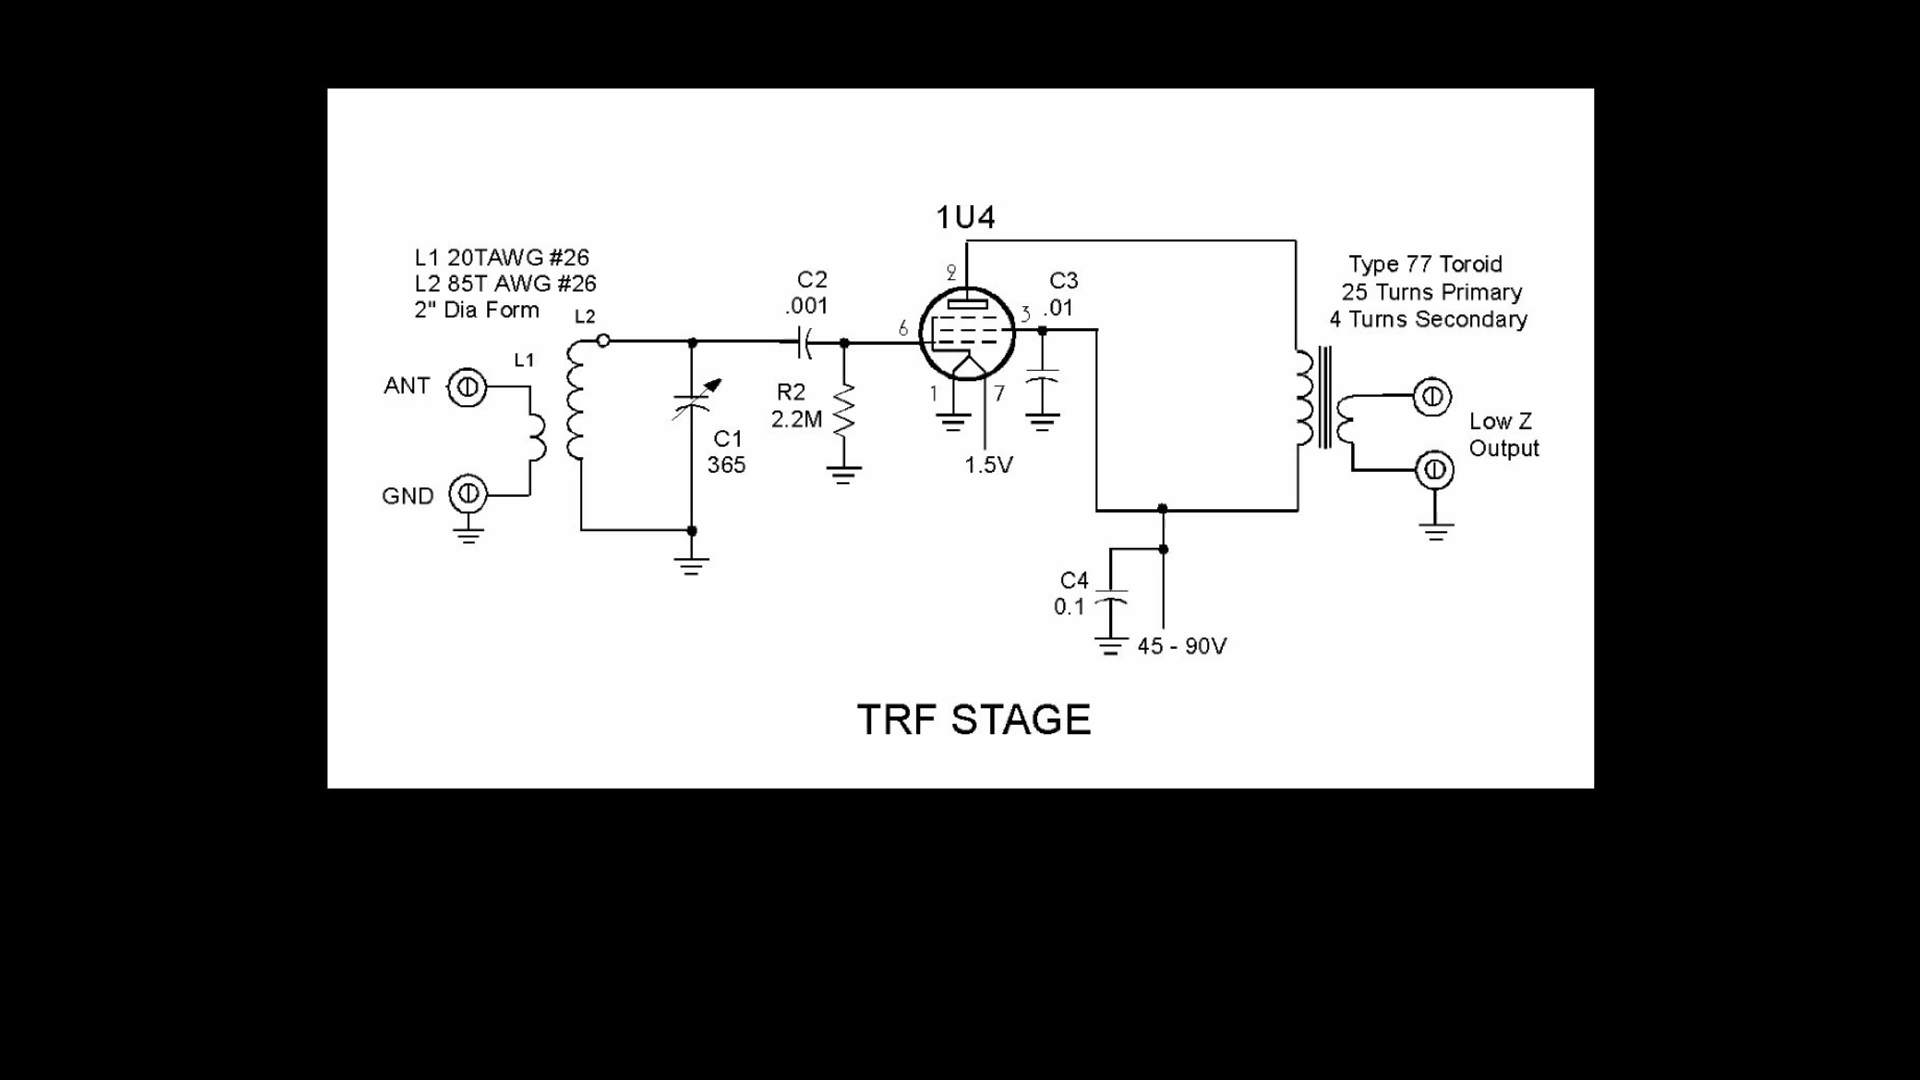 1U4
L1 20TAWG #26
L2 85T AWG #26
2" Dia Form
L2
L1
ANT
GND
C1
365
C2
.001
R2
2.2M
2
6
3
1
7
1.5V
C3
.01
C4
0.1
45 - 90V
Type 77 Toroid
25 Turns Primary
4 Turns Secondary
Low Z
Output
TRF STAGE